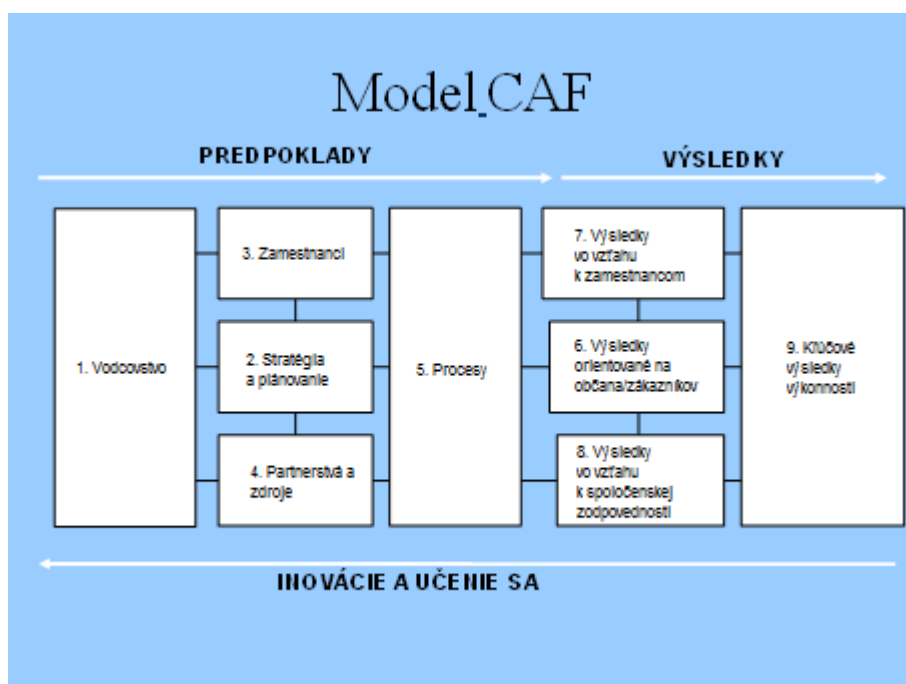 Model CAF
PREDPOKLADY
VÝSLEDKY
1. Vodcovstvo
3. Zamestnanci
2. Stratégia
a plánovanie
4. Partnerstvá a
zdroje
5. Procesy
7. Výsledky
vo vzťahu
k zamestnancom
6. Výsledky
orientované na
občana/zákazníkov
8. Výsledky
vo vzťahu
k spoločenskej
zodpovednosti
9. Kľúčové
výsledky
výkonnosti
INOVÁCIE A UČENIE SA